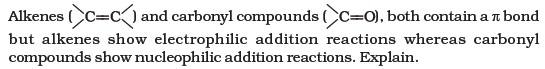 Alkenes (>C=C<) and carbonyl compounds (>C=O), both contain a π bond
but alkenes show electrophilic addition reactions whereas carbonyl
compounds show nucleophilic addition reactions. Explain.